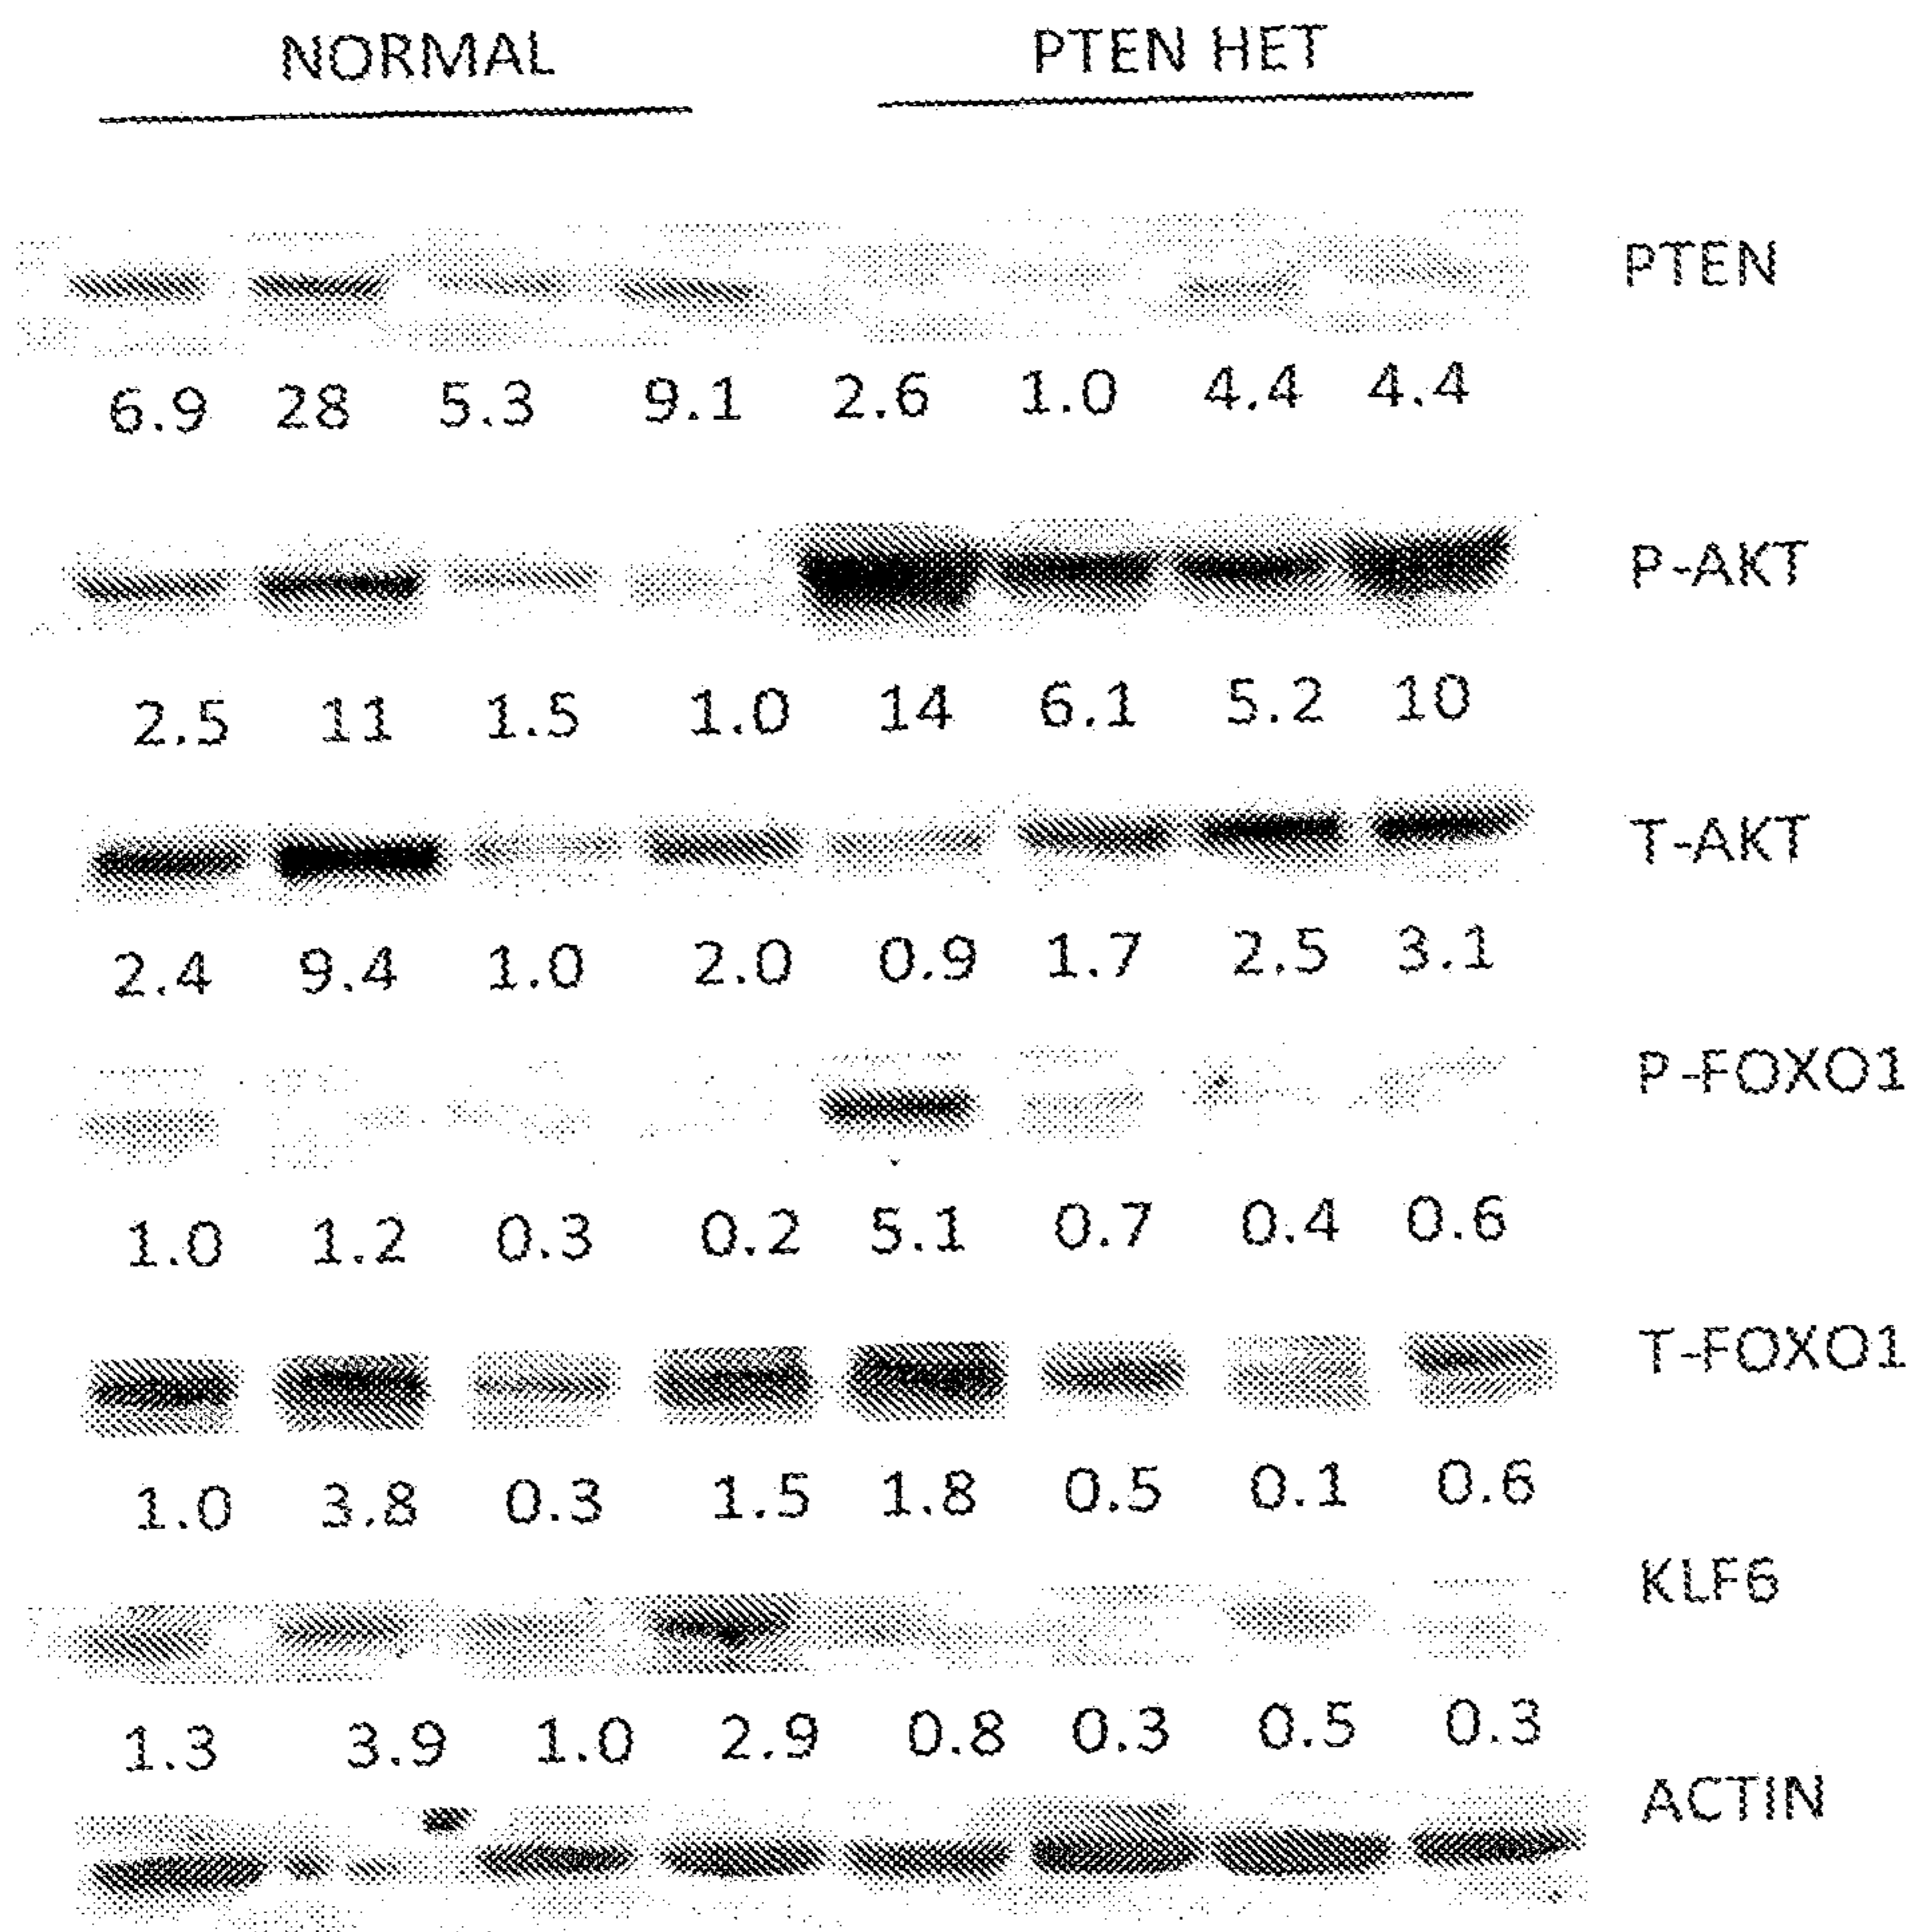 NORMAL PTEN HET
PTEN
6.9 28 5.3 9.1 2.6 1.0 4.4 4.4
P-AKT
2.5 11 1.5 1.0 14 6.1 5.2 10
T-AKT
2.4 9.4 1.0 2.0 0.9 1.7 2.5 3.1
P-FOXO1
1.0 1.2 0.3 0.2 5.1 0.7 0.4 0.6
T-FOXO1
1.0 3.8 0.3 1.5 1.8 0.5 0.1 0.6
KLF6
1.3 3.9 1.0 2.9 0.8 0.3 0.5 0.3
ACTIN